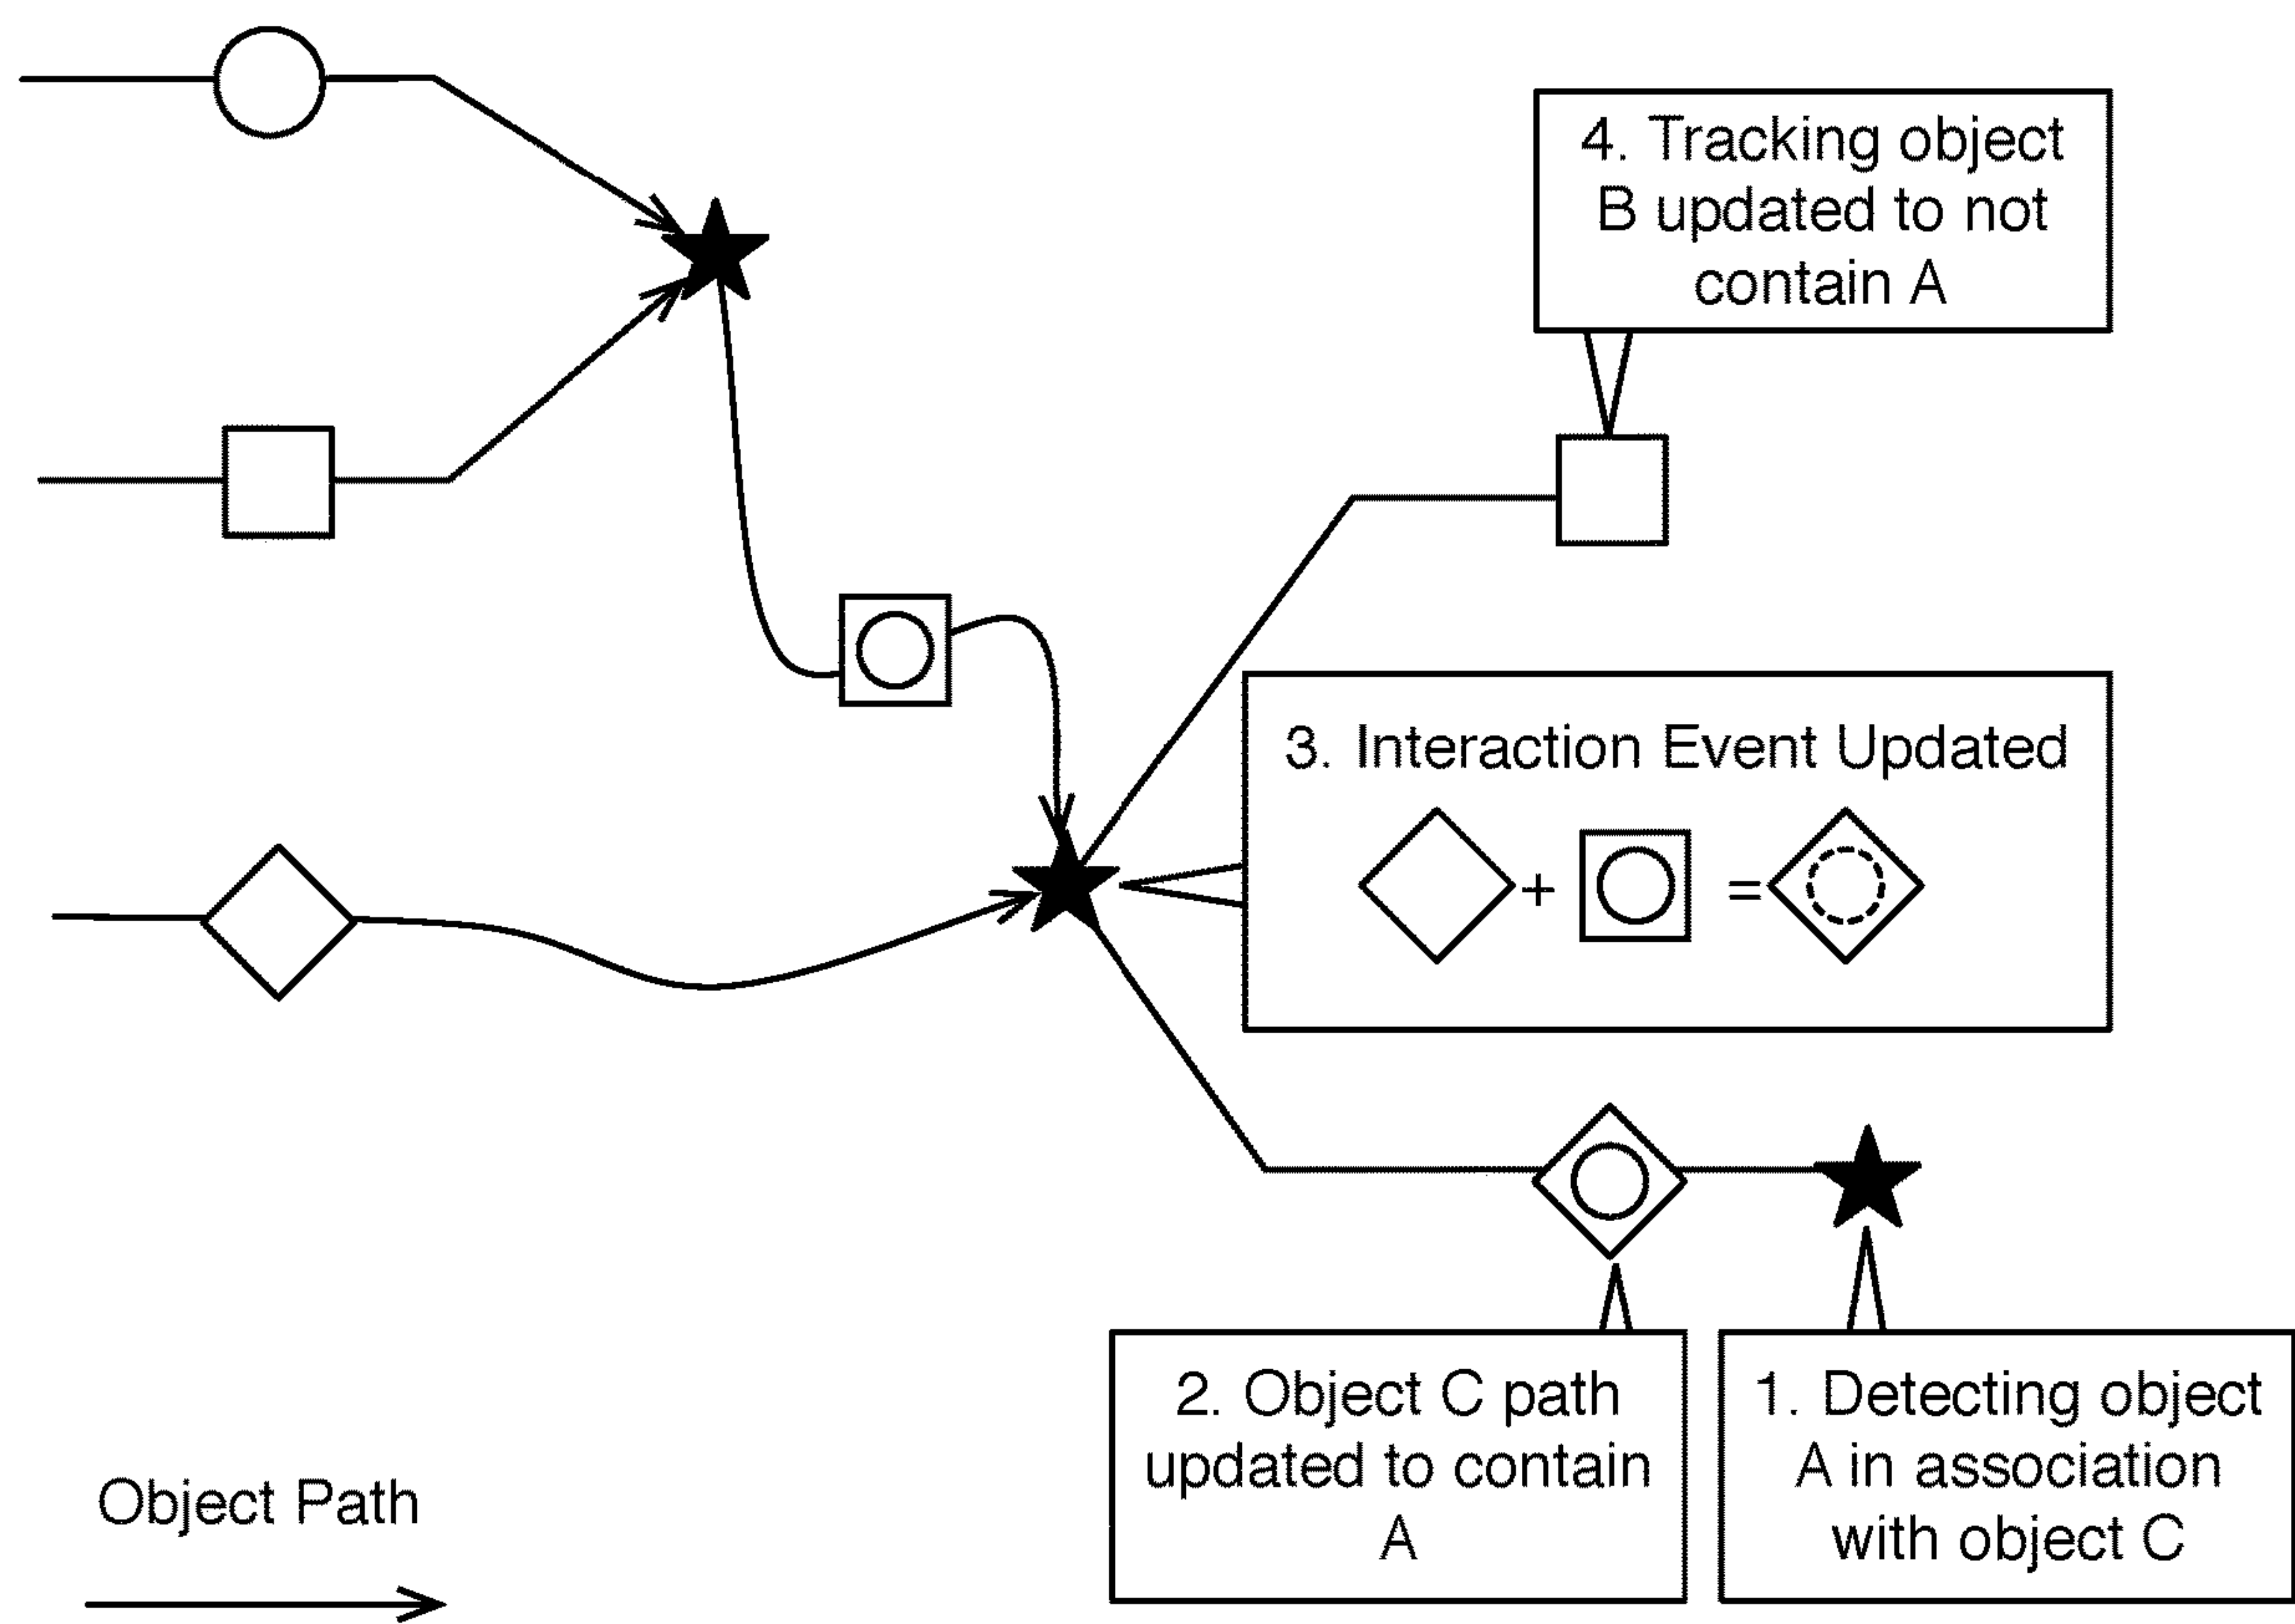 4. Tracking object
B updated to not
contain A
3. Interaction Event Updated
+
=
2. Object C path
updated to contain
A
1. Detecting object
A in association
with object C
Object Path